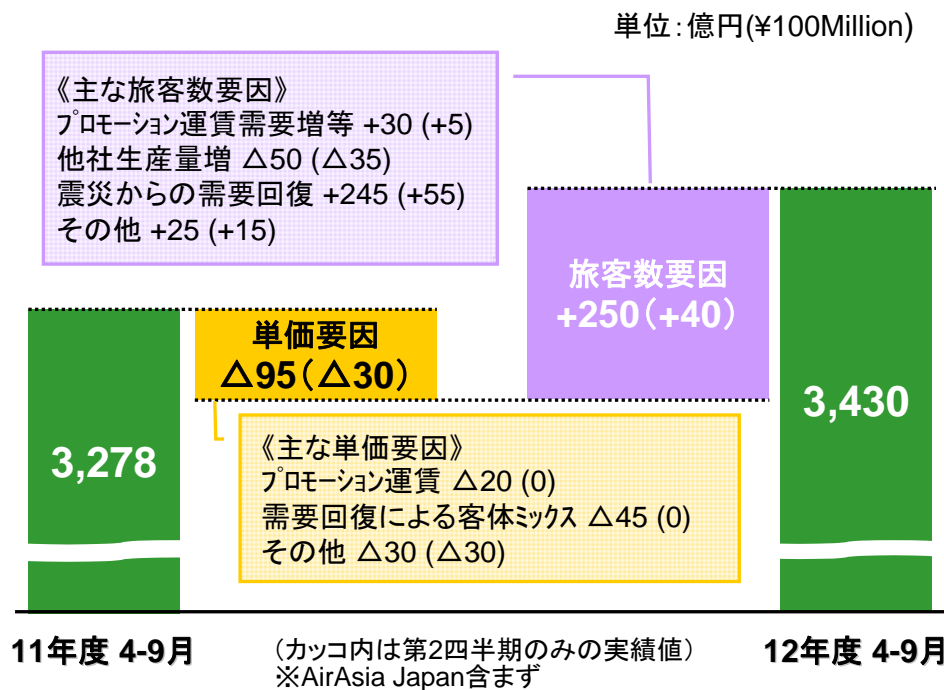 単位:億円(¥100Million)
《主な旅客数要因》
プロモーション運賃需要増等 +30 (+5)
他社生産量増 △50 (△35)
震災からの需要回復 +245 (+55)
その他 +25 (+15)
旅客数要因
+250(+40)
単価要因
△95(△30)
3,278
3,430
《主な単価要因》
プロモーション運賃 △20 (0)
需要回復による客体ミックス △45 (0)
その他 △30 (△30)
11年度 4-9月
(カッコ内は第2四半期のみの実績値)
※AirAsia Japan含まず
12年度 4-9月